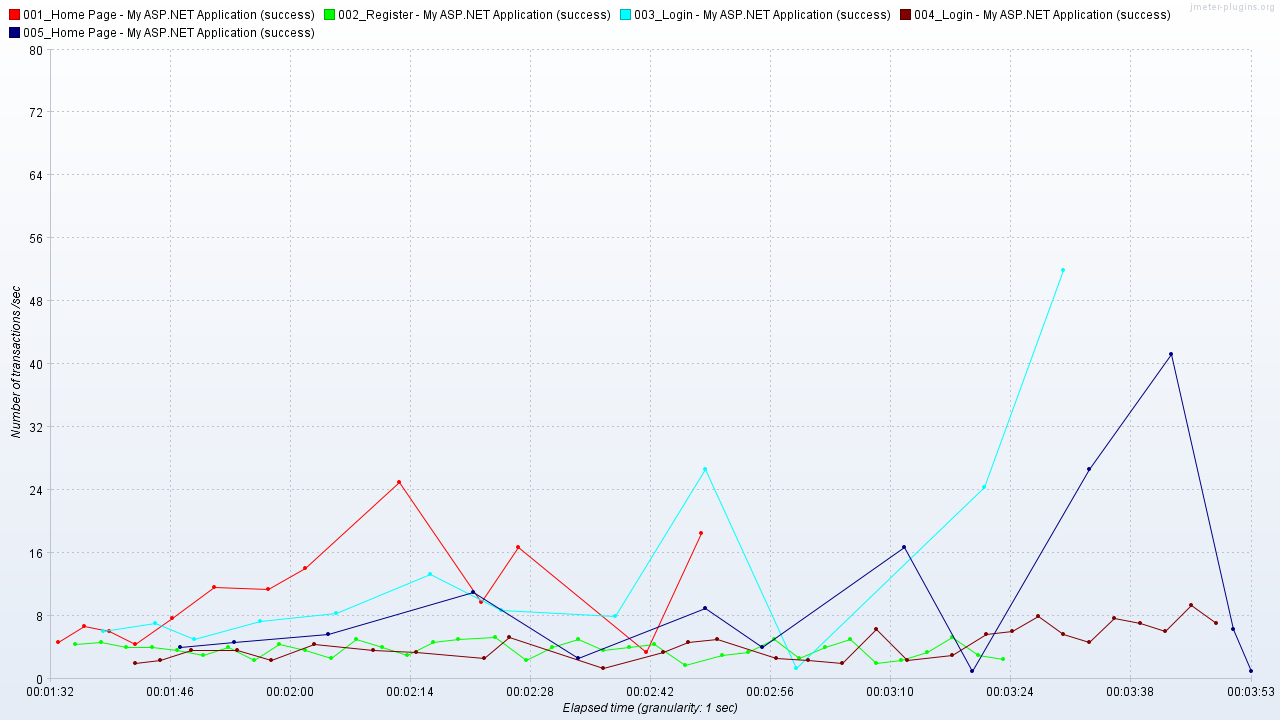 001_Home Page - My ASP.NET Application (success) 002_Register - My ASP.NET Application (success) 003_Login - My ASP.NET Application (success) 004_Login - My ASP.NET Application (success)
jmeter-plugins.org
005_Home Page - My ASP.NET Application (success)
80
72
64
56
48
40
32
24
16
8
0
Number of transactions /sec
00:01:32 00:01:46 00:02:00 00:02:14 00:02:28 00:02:42 00:02:56 00:03:10 00:03:24 00:03:38 00:03:53
Elapsed time (granularity: 1 sec)